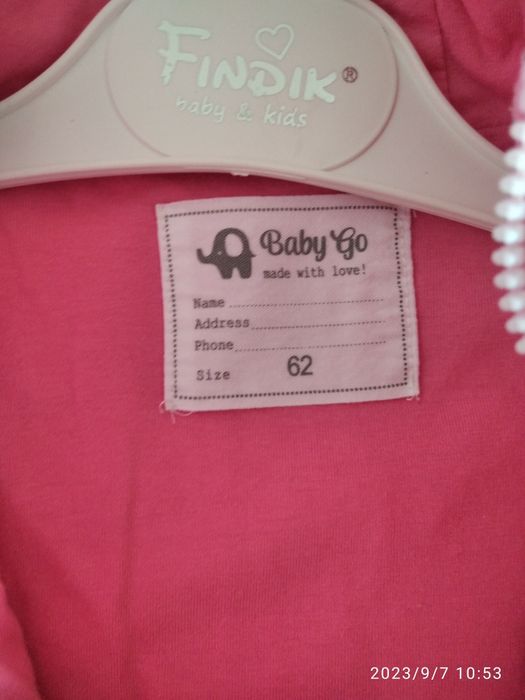 FINDIK®
baby & kids
Baby Go
made with love!
Name
Address
Phone
Size 62
2023/9/7 10:53